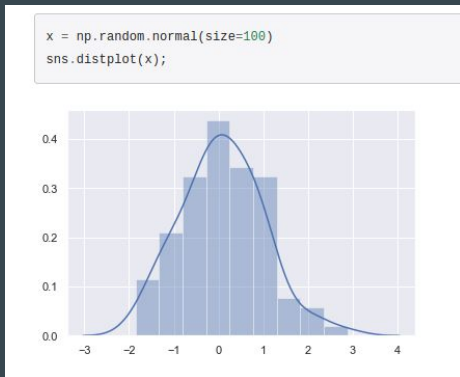 x = np.random.normal(size=100)
sns.distplot(x);
0.4
0.3
0.2
0.1
0.0
−3 −2 −1 0 1 2 3 4